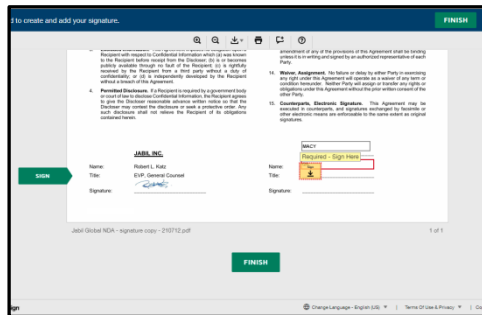 d to create and add your signature.
FINISH
Recipient with respect to Confidential Information which (a) was known
to the Recipient before receipt from the Discloser; (b) is or becomes
publicly available through no fault of the Recipient; (c) is rightfully
received by the Recipient from a third party without a duty of
confidentiality; or (d) is independently developed by the Recipient
without a breach of this Agreement.
4. Permitted Disclosure. If a Recipient is required by a government body
or court of law to disclose Confidential Information, the Recipient agrees
to give the Discloser reasonable advance written notice so that the
Discloser may contest the disclosure or seek a protective order. Any
such disclosure shall not relieve the Recipient of its obligations
contained herein.
amendment of any of the provisions of this Agreement shall be binding
unless it is in writing and signed by an authorized representative of each
Party.
14. Waiver, Assignment. No failure or delay by either Party in exercising
any right under this Agreement will operate as a waiver of any term or
condition hereunder. Neither Party will assign or transfer any rights or
obligations under this Agreement without the prior written consent of the
other Party.
15. Counterparts, Electronic Signature. This Agreement may be
executed in counterparts, and signatures exchanged by facsimile or
other electronic means are enforceable to the same extent as original
signatures.
JABIL INC.
Name: Robert L. Katz
Title: EVP, General Counsel
Signature:
MACY
Required - Sign Here
Name:
Sign
Title:
Signature:
SIGN
Jabil Global NDA - signature copy - 210712.pdf
1 of 1
FINISH
ign
Change Language - English (US)
Terms Of Use & Privacy